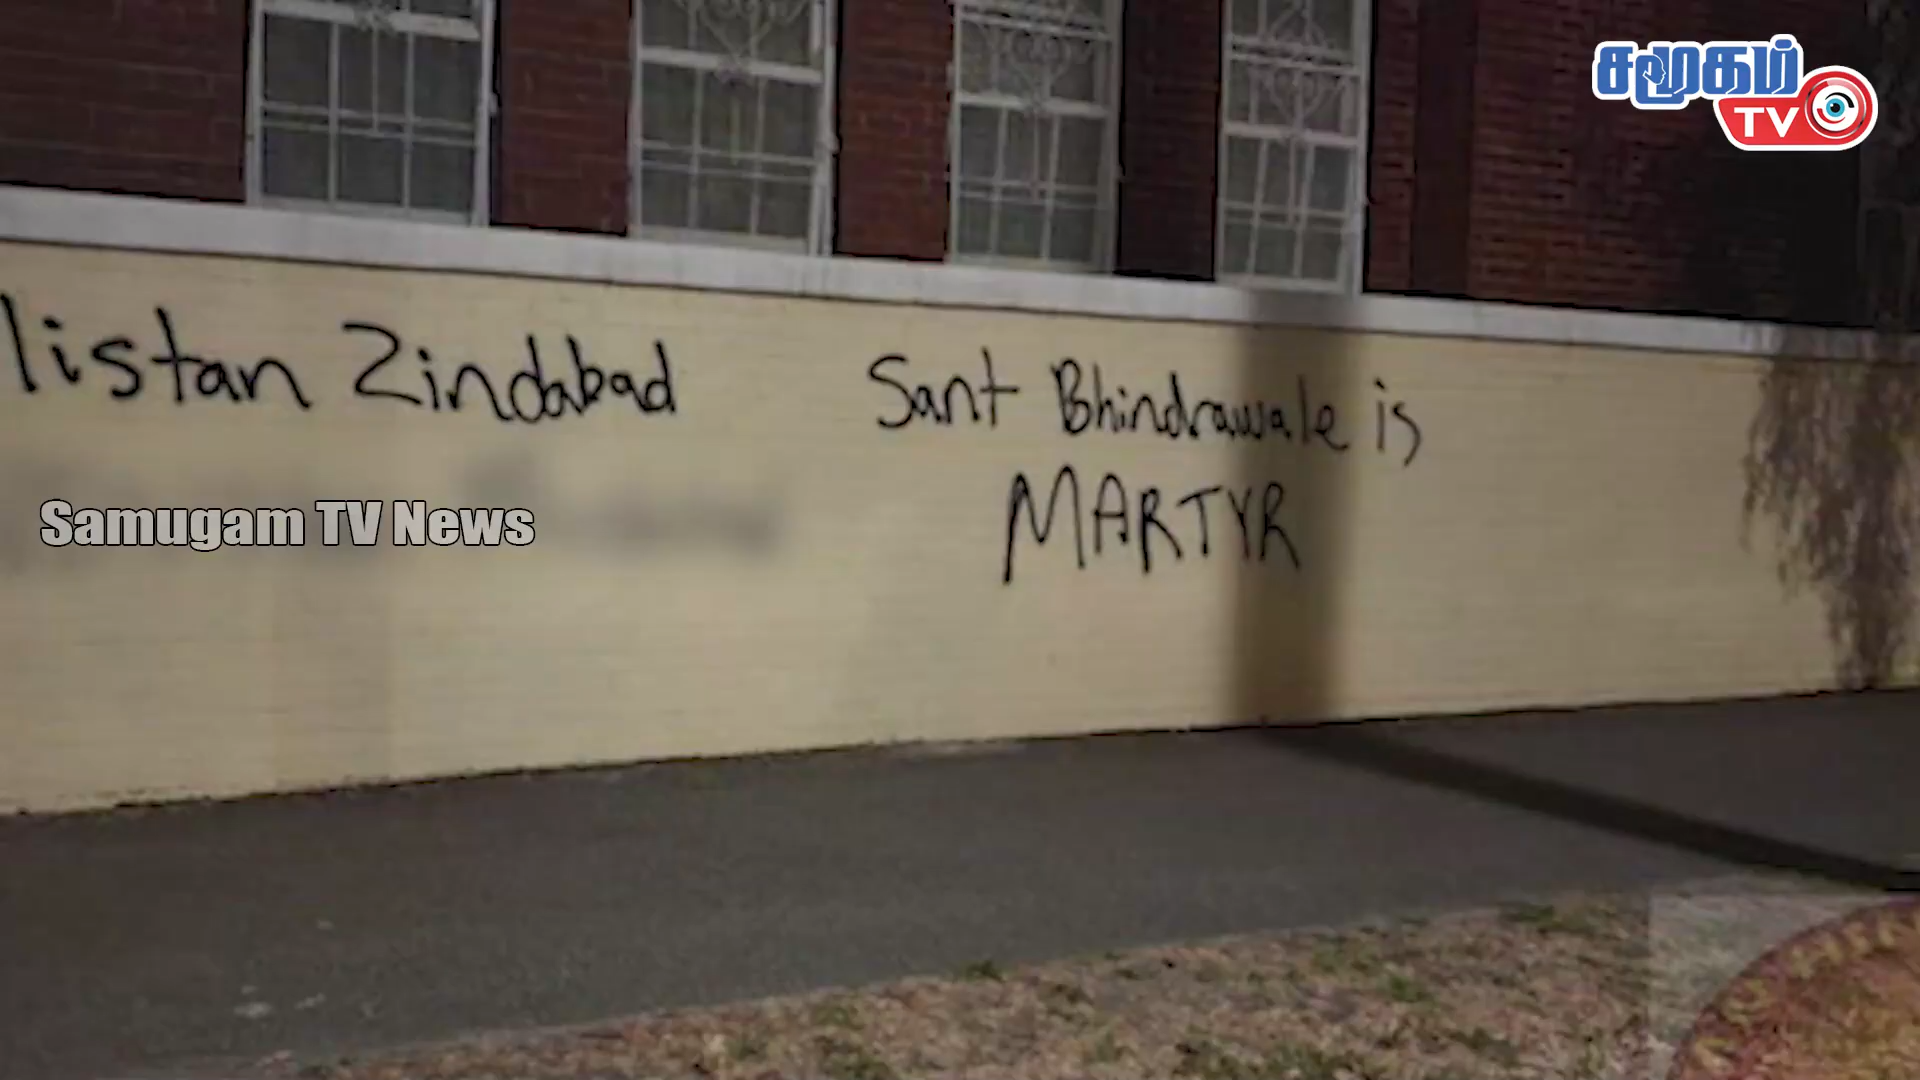 சமூகம்
TV
listan Zindabad
Sant Bhindrawale is
MARTYR
Samugam TV News